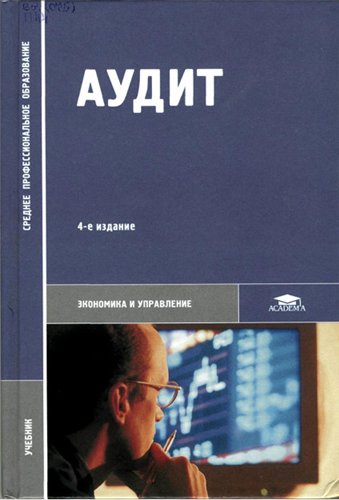 АУДИТ
4-е издание
ЭКОНОМИКА И УПРАВЛЕНИЕ
ACADEMA
СРЕДНЕЕ ПРОФЕССИОНАЛЬНОЕ ОБРАЗОВАНИЕ
УЧЕБНИК